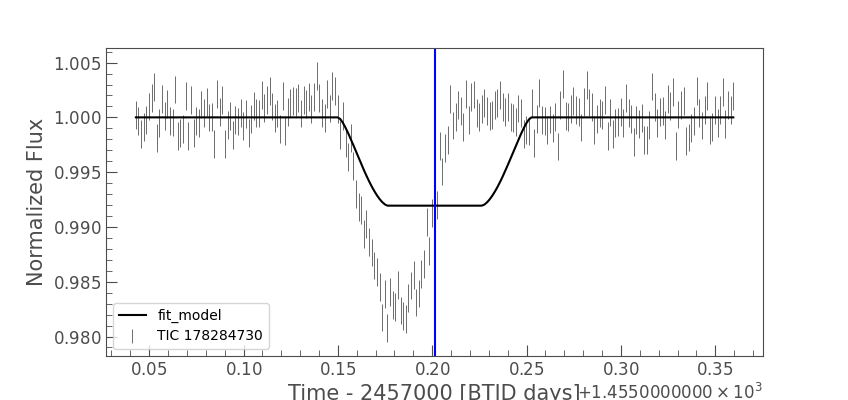 1.005
1.000
0.995
0.990
0.985
0.980
Normalized Flux
fit_model
TIC 178284730
0.05 0.10 0.15 0.20 0.25 0.30 0.35
Time - 2457000 [BTJD days]
+1.4550000000 × 10³